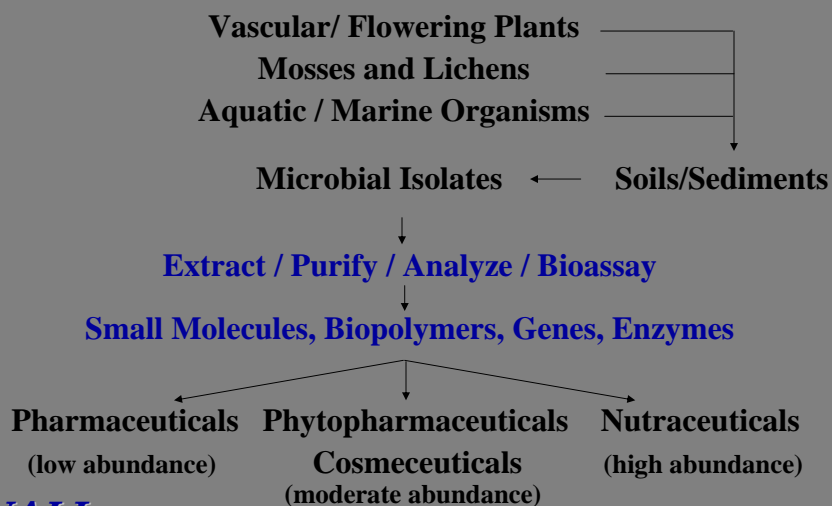 Vascular/ Flowering Plants
Mosses and Lichens
Aquatic / Marine Organisms
Microbial Isolates Soils/Sediments
Extract / Purify / Analyze / Bioassay
Small Molecules, Biopolymers, Genes, Enzymes
Pharmaceuticals Phytopharmaceuticals Nutraceuticals
(low abundance) Cosmeceuticals (high abundance)
(moderate abundance)